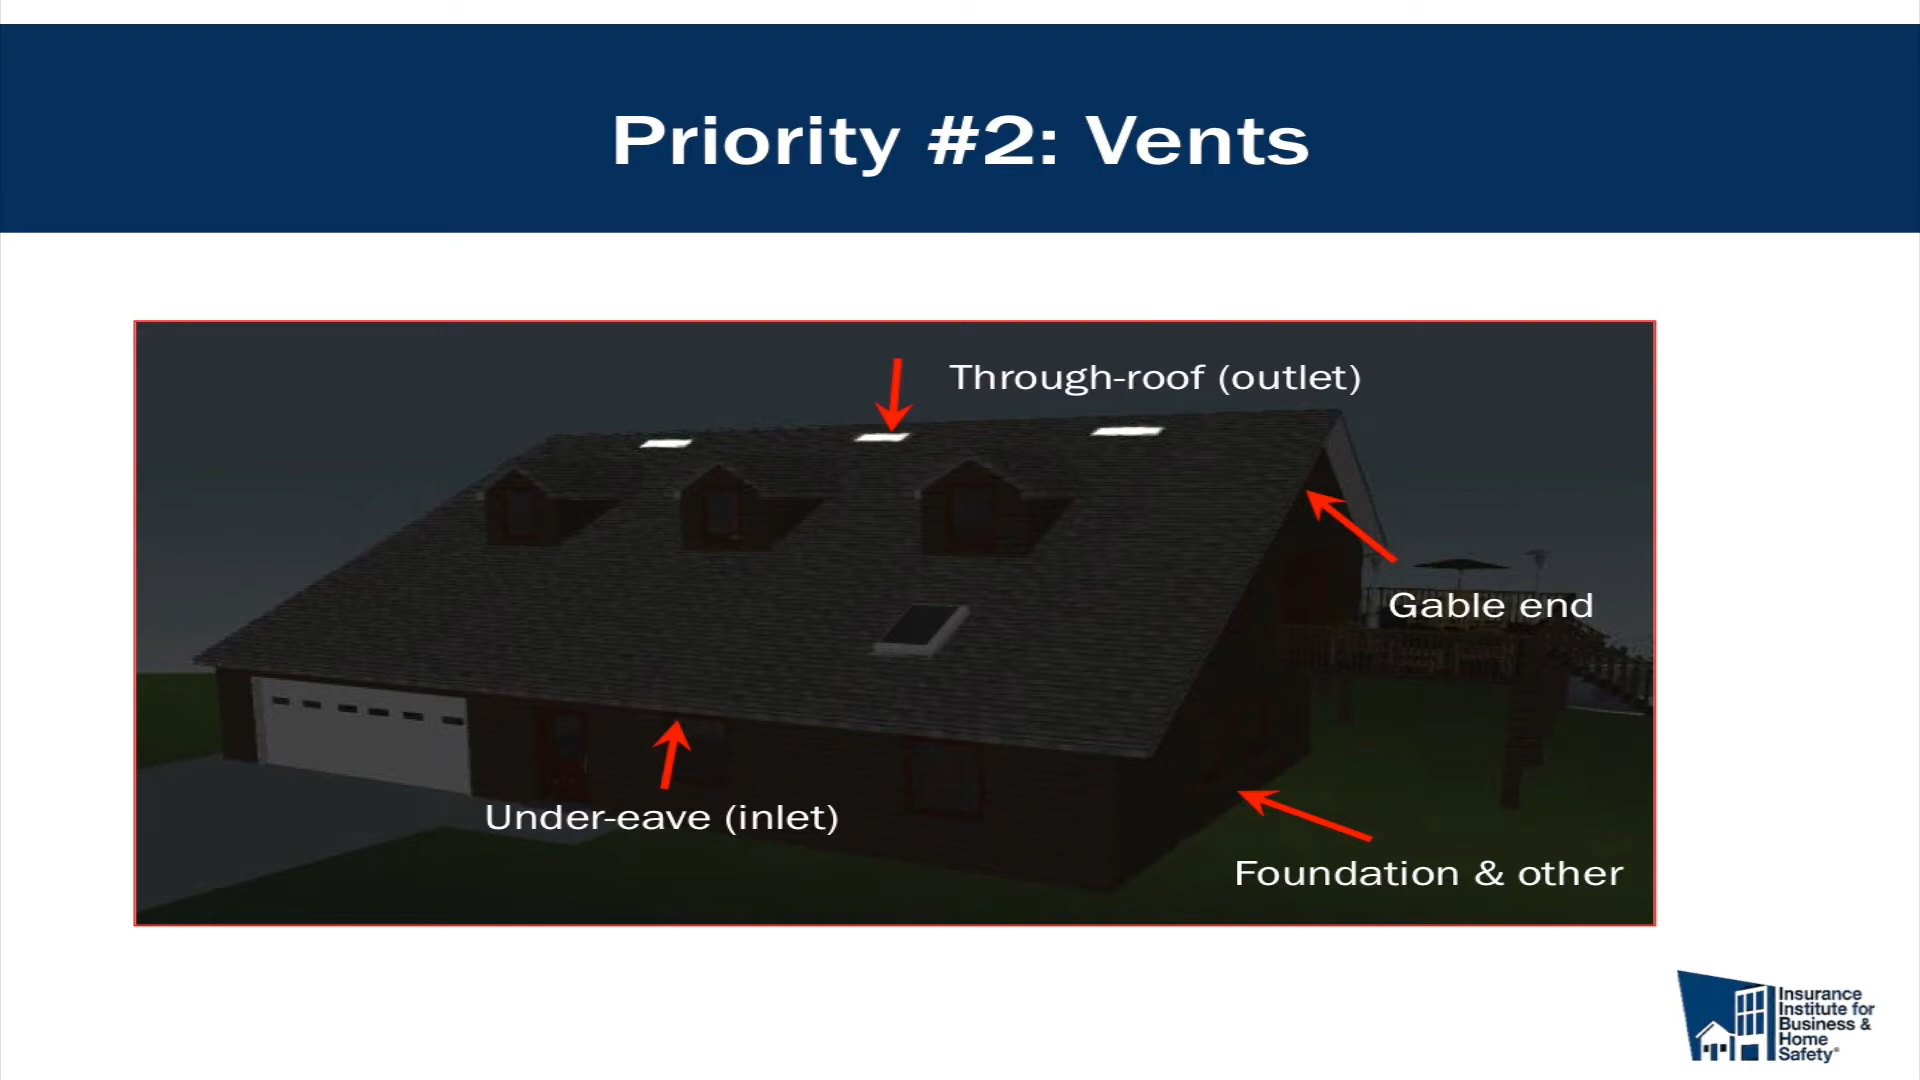 Priority #2: Vents
Through-roof (outlet)
Gable end
Under-eave (inlet)
Foundation & other
Insurance
Institute for
Business &
Home
Safety®